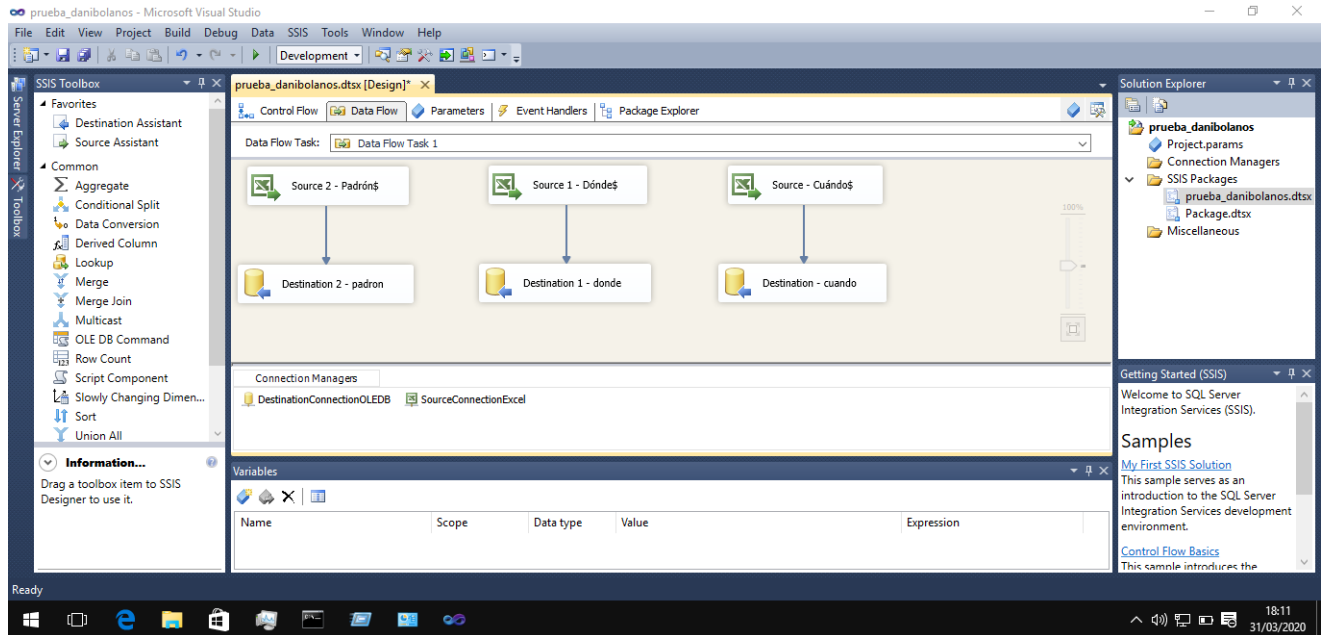 prueba_danibolanos - Microsoft Visual Studio
File Edit View Project Build Debug Data SSIS Tools Window Help
Development
Server Explorer
Toolbox
SSIS Toolbox
Favorites
Destination Assistant
Source Assistant
Common
Aggregate
Conditional Split
Data Conversion
Derived Column
Lookup
Merge
Merge Join
Multicast
OLE DB Command
Row Count
Script Component
Slowly Changing Dimen...
Sort
Union All
Information...
Drag a toolbox item to SSIS
Designer to use it.
prueba_danibolanos.dtsx [Design]*
Control Flow Data Flow Parameters Event Handlers Package Explorer
Data Flow Task: Data Flow Task 1
Source 2 - Padrón$ Source 1 - Dónde$ Source - Cuándo$
100%
Destination 2 - padron Destination 1 - donde Destination - cuando
Connection Managers
DestinationConnectionOLEDB SourceConnectionExcel
Variables
Name Scope Data type Value Expression
Solution Explorer
prueba_danibolanos
Project.params
Connection Managers
SSIS Packages
prueba_danibolanos.dtsx
Package.dtsx
Miscellaneous
Getting Started (SSIS)
Welcome to SQL Server
Integration Services (SSIS).
Samples
My First SSIS Solution
This sample serves as an
introduction to the SQL Server
Integration Services development
environment.
Control Flow Basics
This sample introduces the
Ready
18:11
31/03/2020